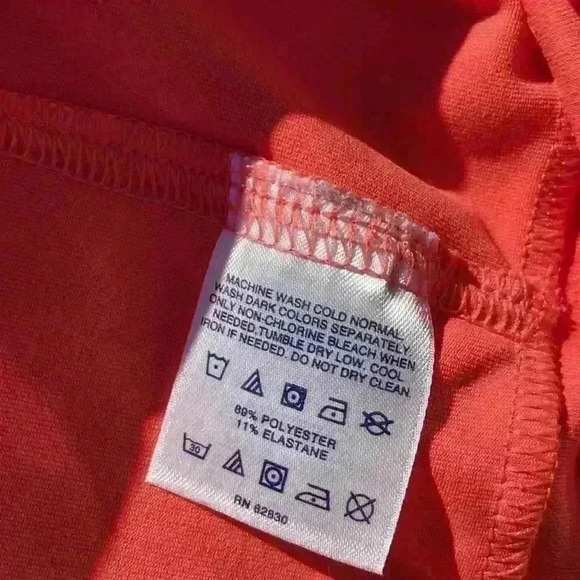 MACHINE WASH COLD NORMAL.
WASH DARK COLORS SEPARATELY.
ONLY NON-CHLORINE BLEACH WHEN
NEEDED.TUMBLE DRY LOW. COOL
IRON IF NEEDED. DO NOT DRY CLEAN.
89% POLYESTER
11% ELASTANE
30
RN 62830